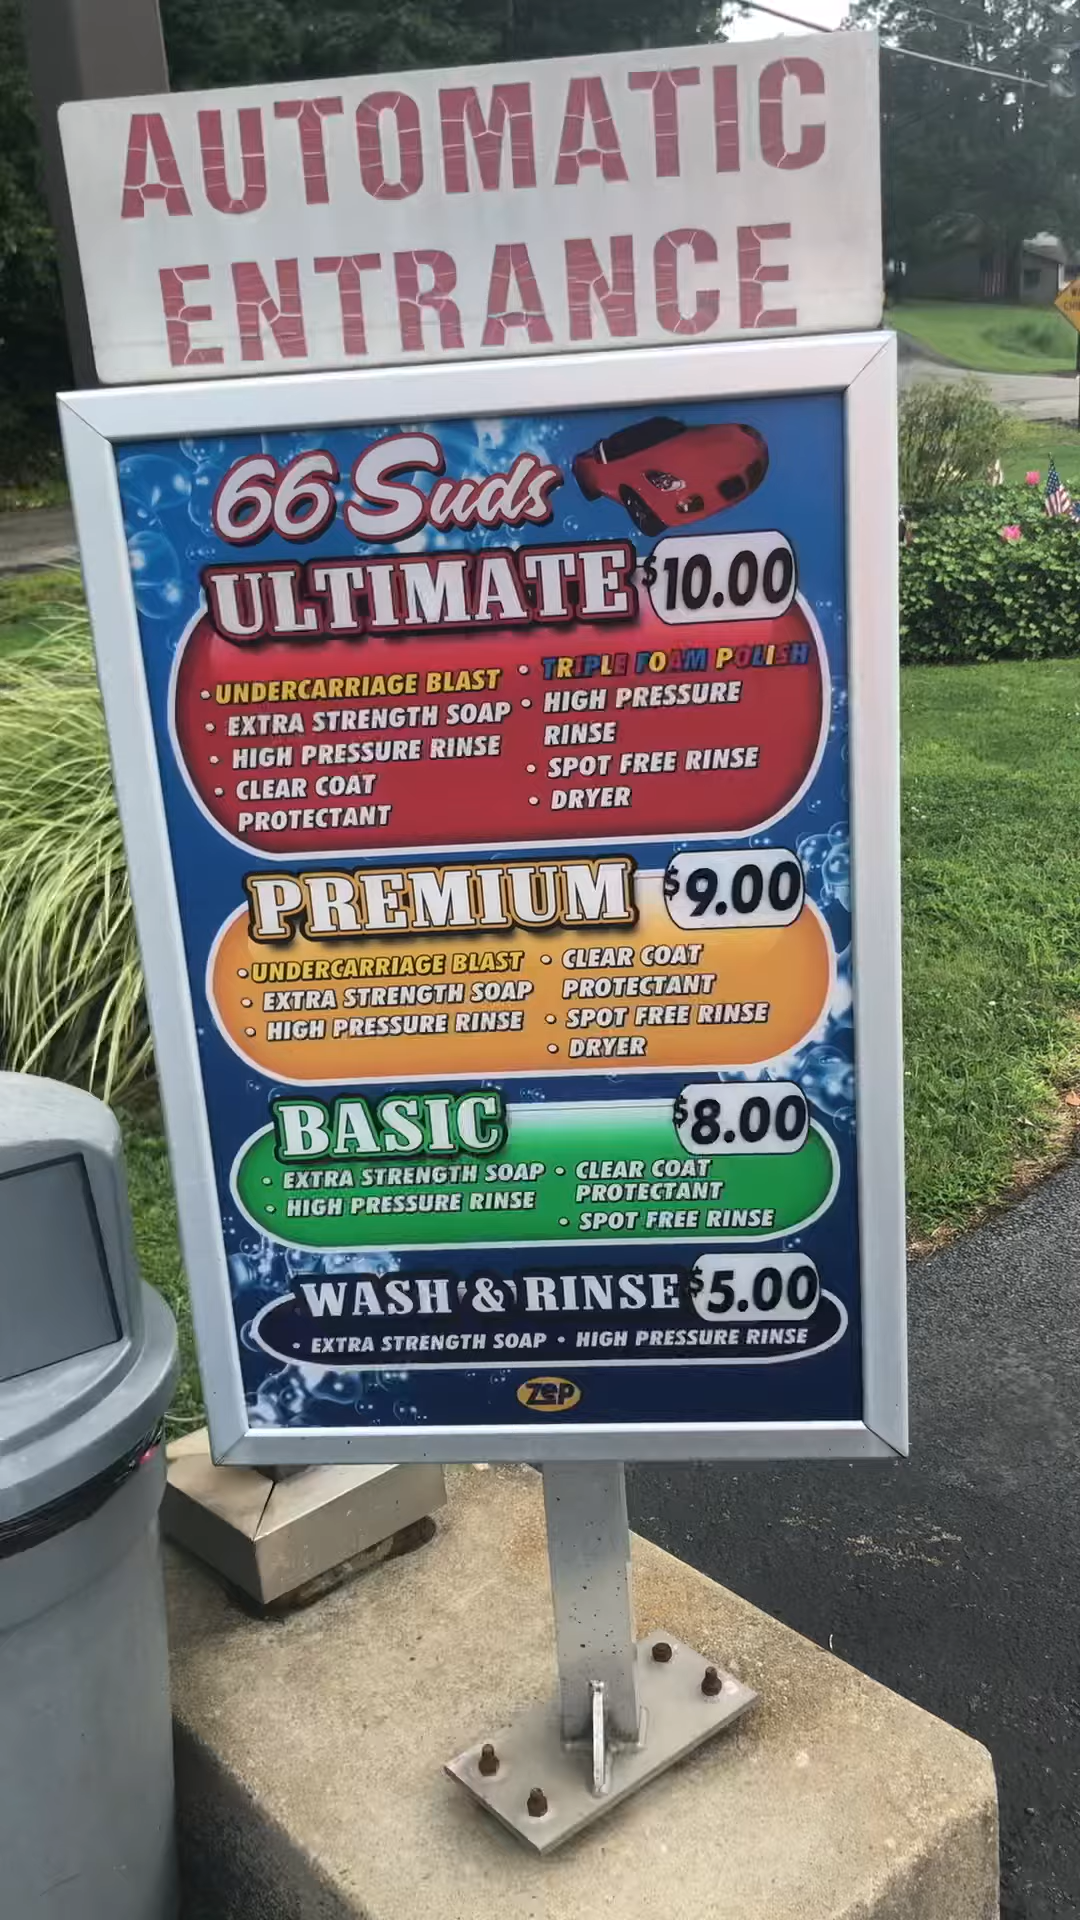 AUTOMATIC
ENTRANCE
66 Suds
ULTIMATE $10.00
• UNDERCARRIAGE BLAST
• EXTRA STRENGTH SOAP
• HIGH PRESSURE RINSE
• CLEAR COAT
PROTECTANT
• TRIPLE FOAM POLISH
• HIGH PRESSURE
RINSE
• SPOT FREE RINSE
• DRYER
PREMIUM $9.00
• UNDERCARRIAGE BLAST
• EXTRA STRENGTH SOAP
• HIGH PRESSURE RINSE
• CLEAR COAT
PROTECTANT
• SPOT FREE RINSE
• DRYER
BASIC $8.00
• EXTRA STRENGTH SOAP
• HIGH PRESSURE RINSE
• CLEAR COAT
PROTECTANT
• SPOT FREE RINSE
WASH & RINSE $5.00
• EXTRA STRENGTH SOAP • HIGH PRESSURE RINSE
ZEP